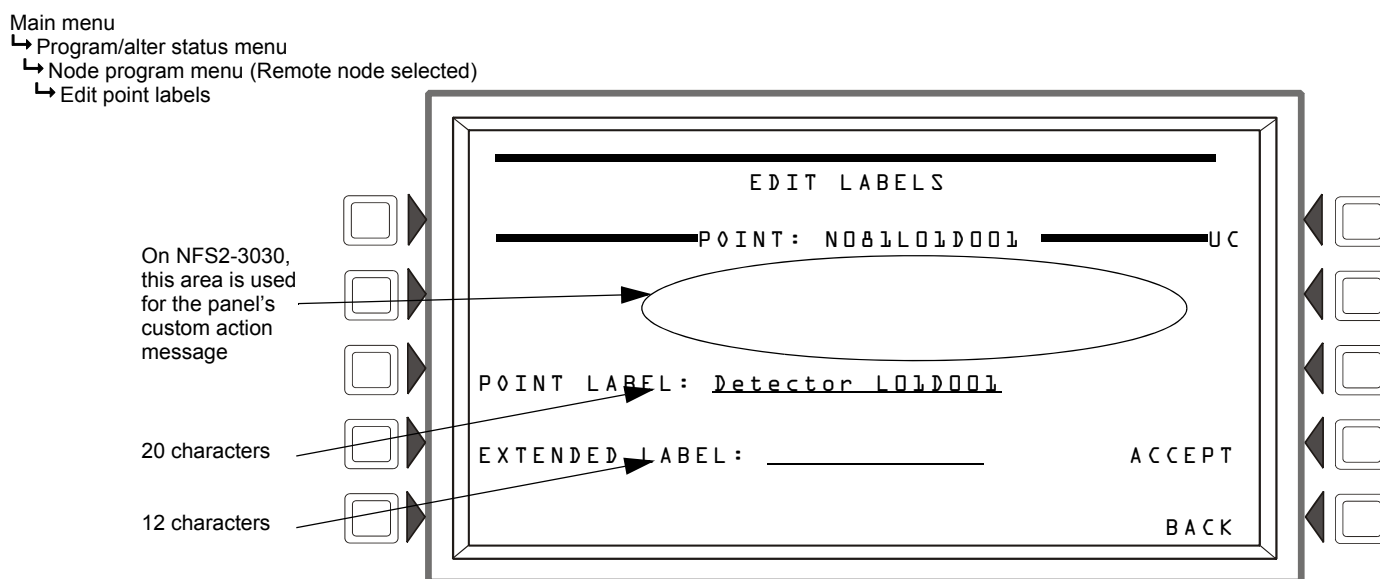 Main menu
Program/alter status menu
Node program menu (Remote node selected)
Edit point labels
EDIT LABELS
POINT: N081L01D001
UC
On NFS2-3030,
this area is used
for the panel's
custom action
message
POINT LABEL: Detector L01D001
20 characters
EXTENDED LABEL:
ACCEPT
12 characters
BACK